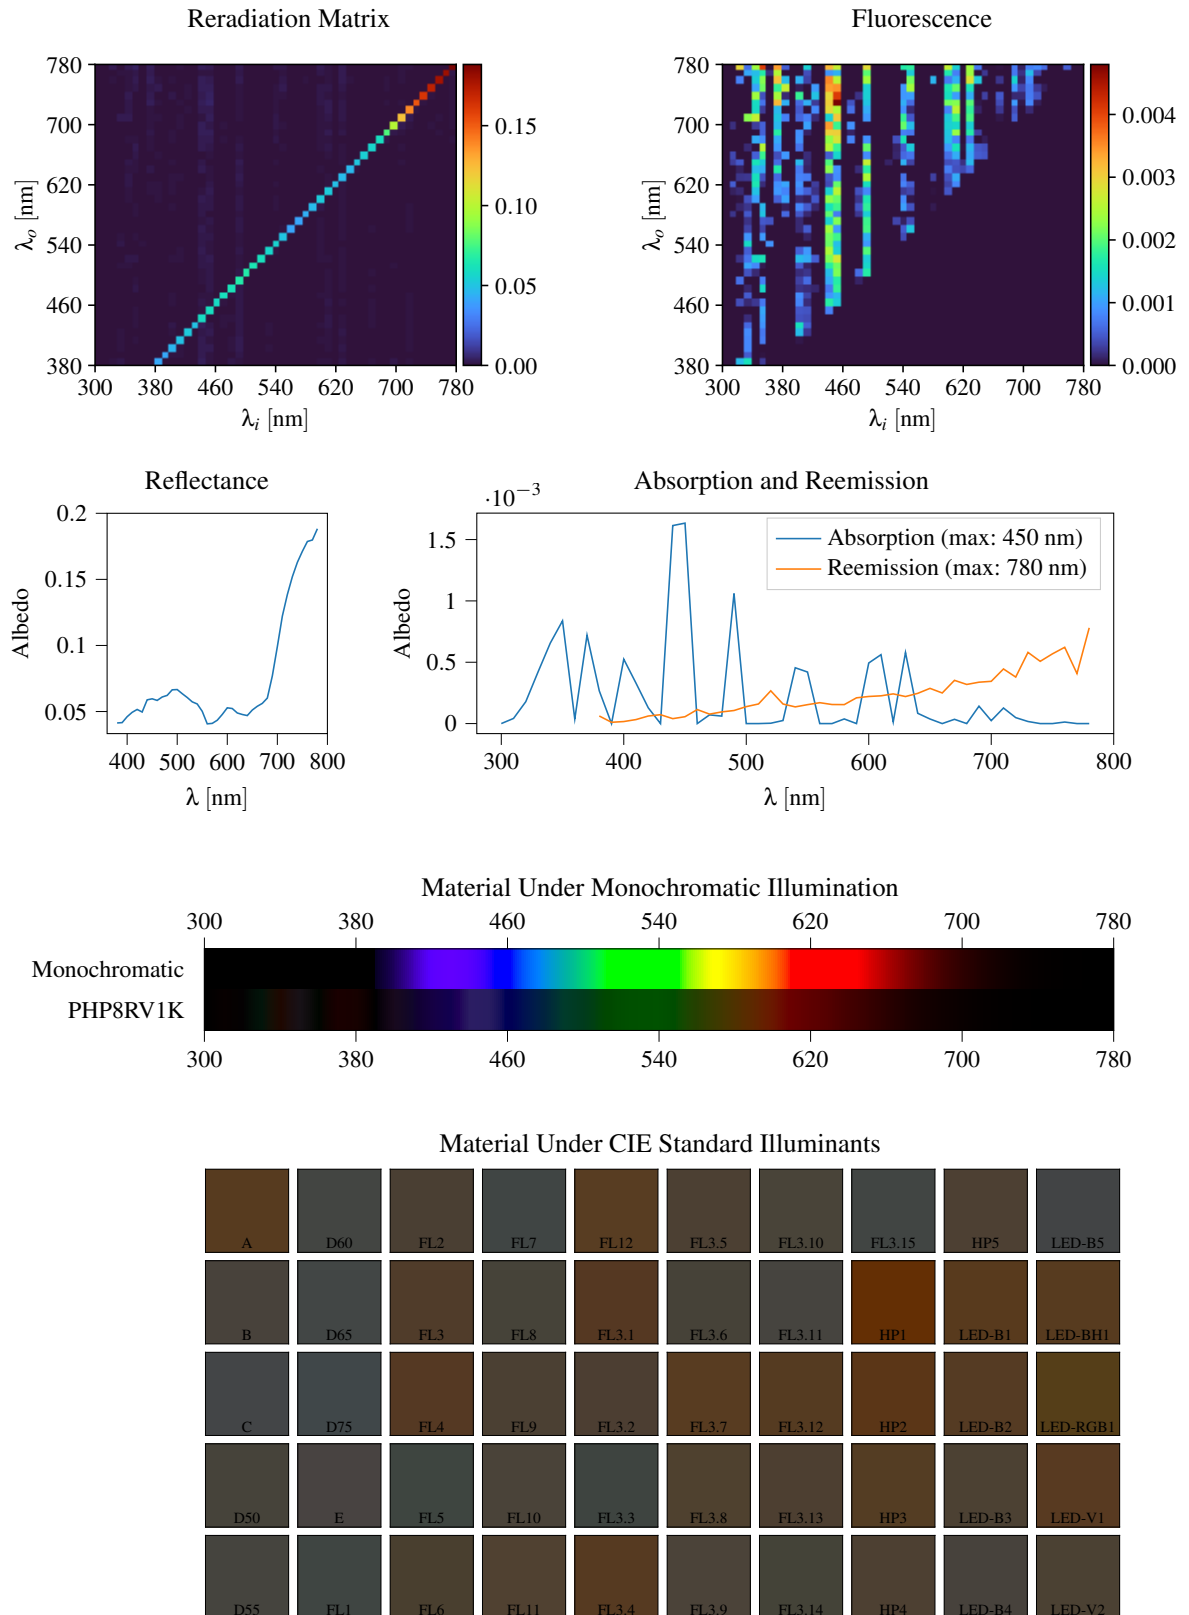 Reradiation Matrix
Fluorescence
780
700
620
540
460
380
λo [nm]
300 380 460 540 620 700 780
λi [nm]
0.15
0.10
0.05
0.00
780
700
620
540
460
380
λo [nm]
300 380 460 540 620 700 780
λi [nm]
0.004
0.003
0.002
0.001
0.000
Reflectance
0.2
0.15
0.1
0.05
Albedo
400 500 600 700 800
λ [nm]
Absorption and Reemission
·10−3
1.5
1
0.5
0
Albedo
Absorption (max: 450 nm)
Reemission (max: 780 nm)
300 400 500 600 700 800
λ [nm]
Material Under Monochromatic Illumination
300 380 460 540 620 700 780
Monochromatic
PHP8RV1K
300 380 460 540 620 700 780
Material Under CIE Standard Illuminants
A D60 FL2 FL7 FL12 FL3.5 FL3.10 FL3.15 HP5 LED-B5
B D65 FL3 FL8 FL3.1 FL3.6 FL3.11 HP1 LED-B1 LED-BH1
C D75 FL4 FL9 FL3.2 FL3.7 FL3.12 HP2 LED-B2 LED-RGB1
D50 E FL5 FL10 FL3.3 FL3.8 FL3.13 HP3 LED-B3 LED-V1
D55 FL1 FL6 FL11 FL3.4 FL3.9 FL3.14 HP4 LED-B4 LED-V2